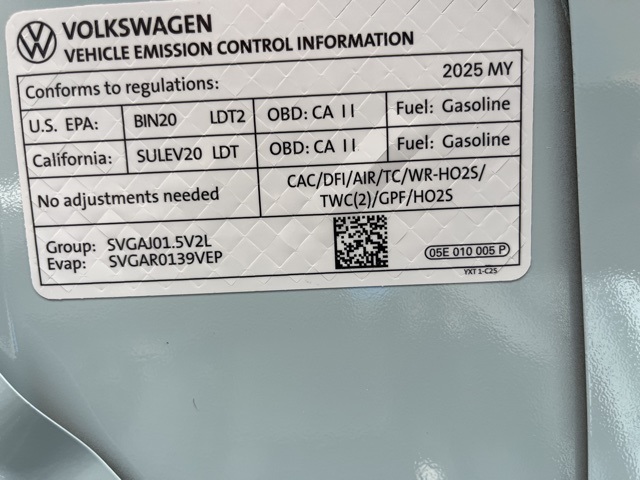 VOLKSWAGEN
VEHICLE EMISSION CONTROL INFORMATION
Conforms to regulations: 2025 MY
U.S. EPA: BIN20 LDT2 OBD: CA II Fuel: Gasoline
California: SULEV20 LDT OBD: CA II Fuel: Gasoline
No adjustments needed CAC/DFI/AIR/TC/WR-HO2S/
TWC(2)/GPF/HO2S
Group: SVGAJ01.5V2L
Evap: SVGAR0139VEP
05E 010 005 P
YXT 1-C25